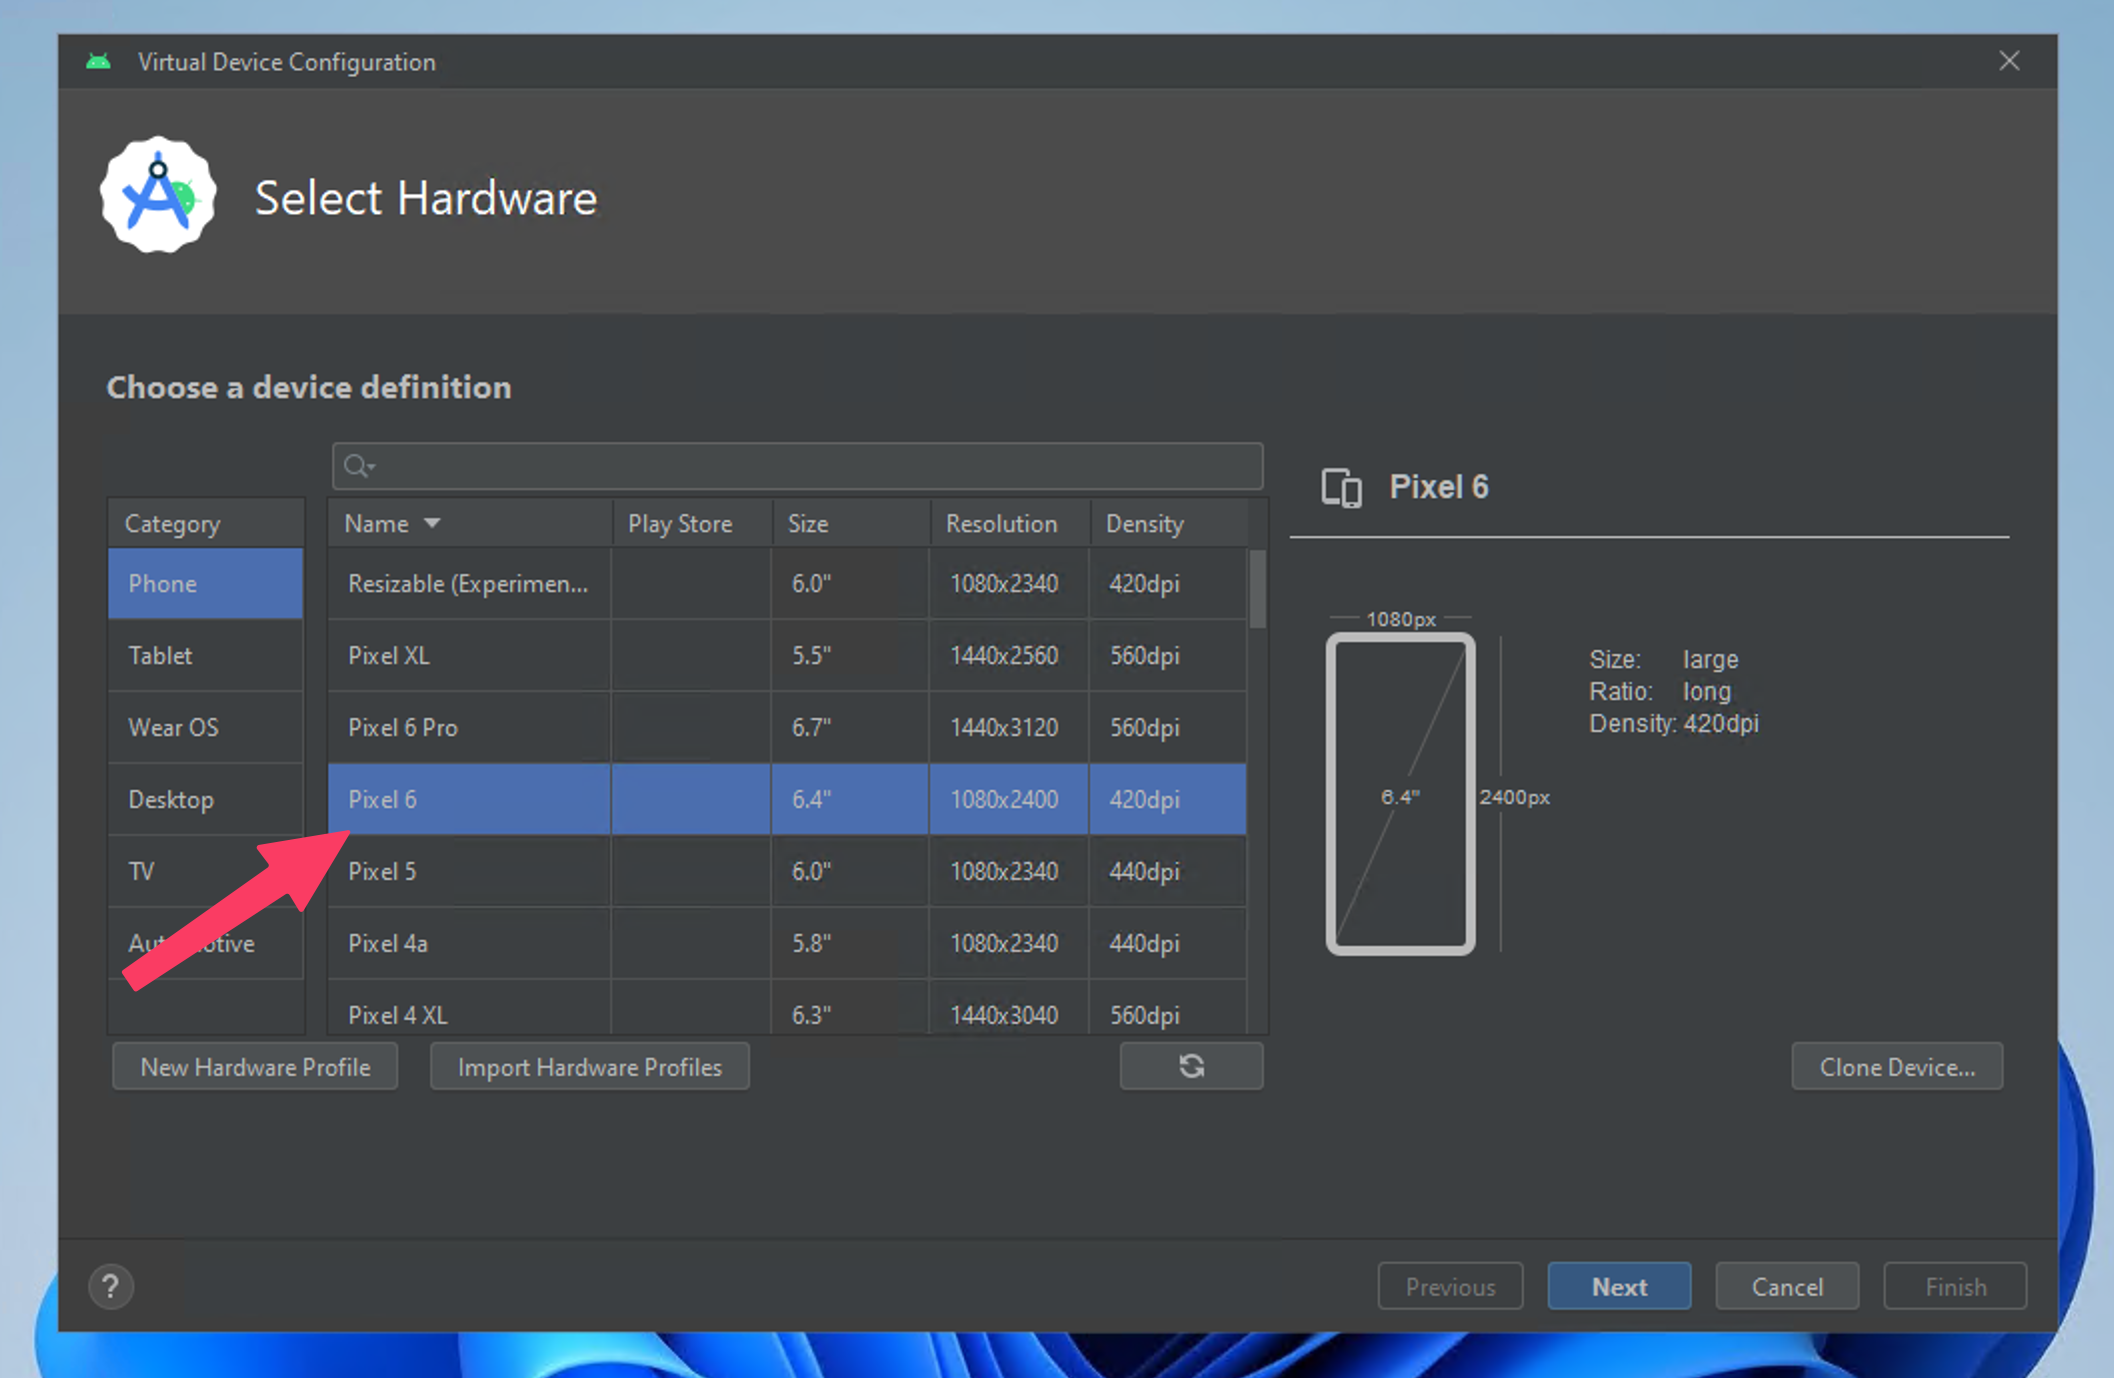 Virtual Device Configuration
Select Hardware
Choose a device definition
Category
Phone
Tablet
Wear OS
Desktop
TV
Name Play Store Size Resolution Density
Resizable (Experimen... 6.0" 1080x2340 420dpi
Pixel XL 5.5" 1440x2560 560dpi
Pixel 6 Pro 6.7" 1440x3120 560dpi
Pixel 6 6.4" 1080x2400 420dpi
Pixel 5 6.0" 1080x2340 440dpi
Pixel 4a 5.8" 1080x2340 440dpi
Pixel 4 XL 6.3" 1440x3040 560dpi
Pixel 6
1080px
6.4"
2400px
Size: large
Ratio: long
Density: 420dpi
New Hardware Profile
Import Hardware Profiles
Clone Device...
?
Previous
Next
Cancel
Finish